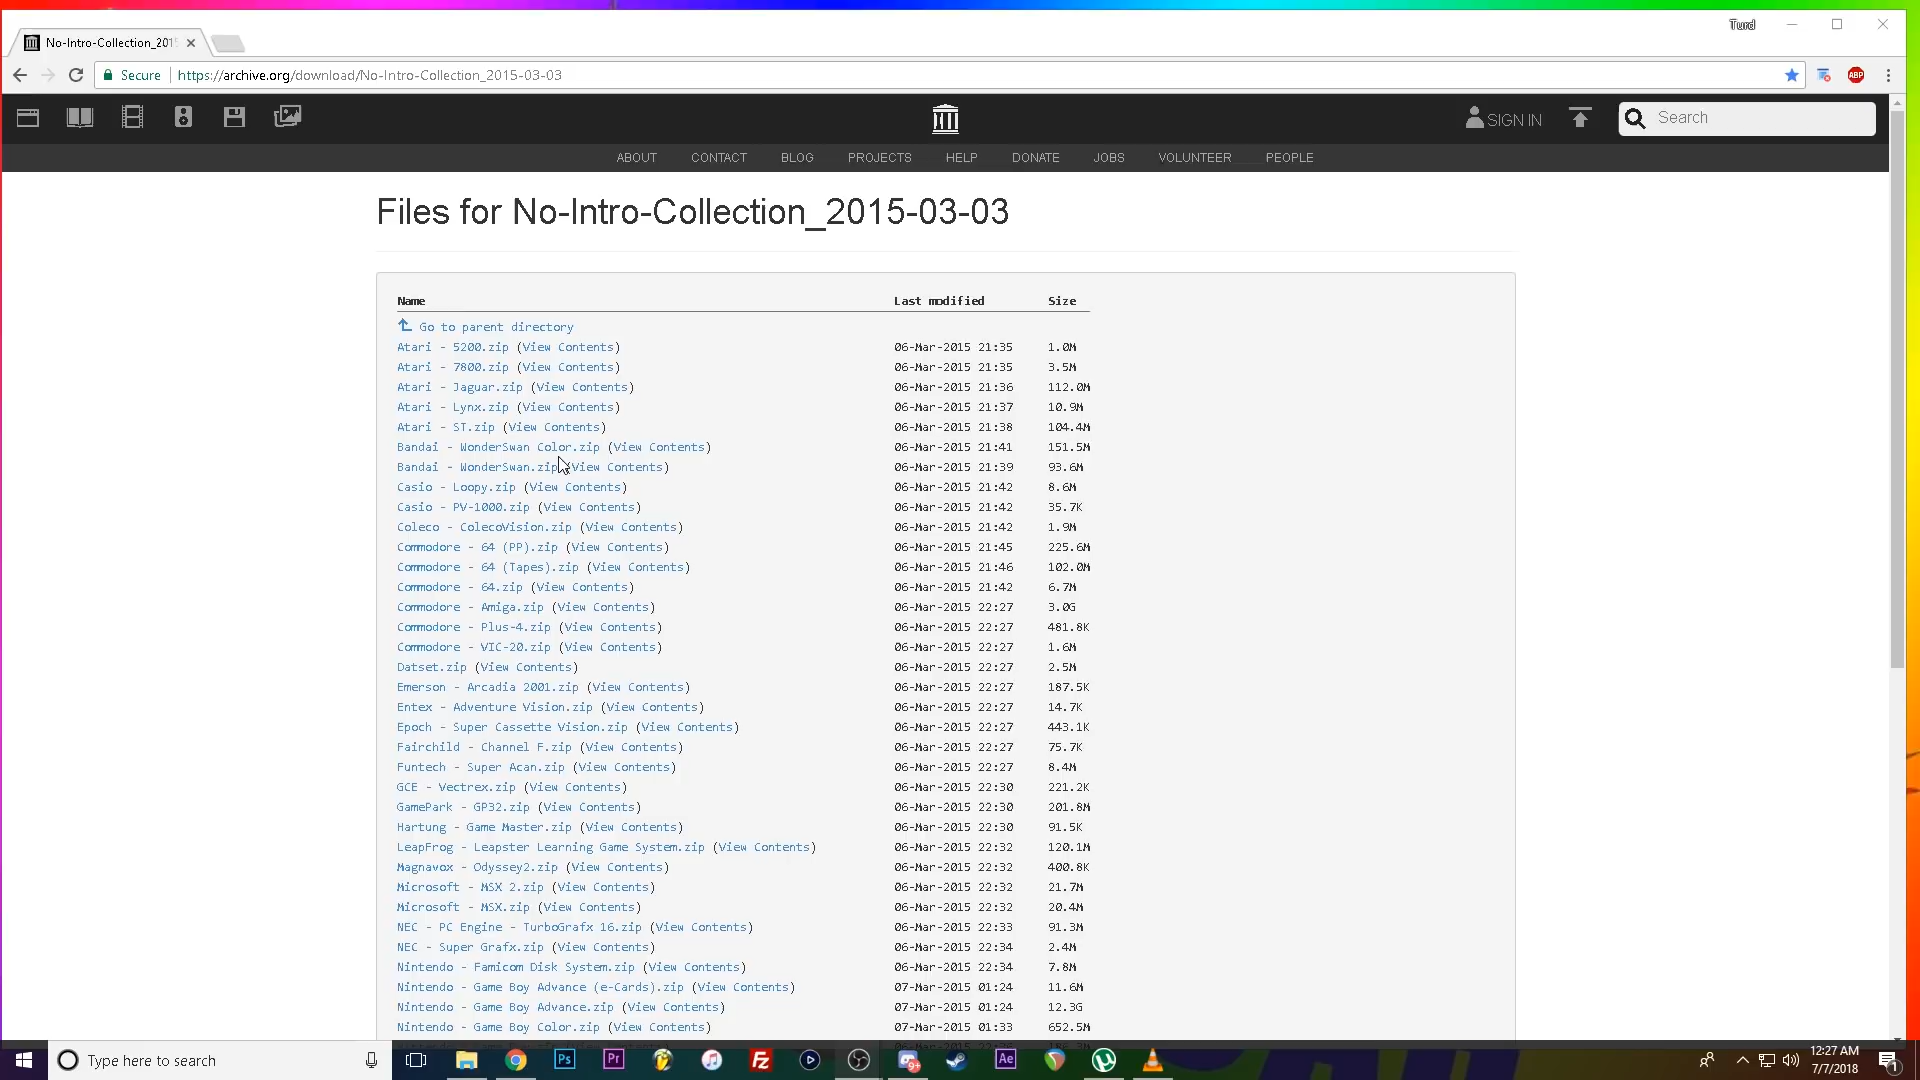 Turd
No-Intro-Collection_201
Secure https://archive.org/download/No-Intro-Collection_2015-03-03
ABP
SIGN IN
Search
ABOUT CONTACT BLOG PROJECTS HELP DONATE JOBS VOLUNTEER PEOPLE
Files for No-Intro-Collection_2015-03-03
Name Last modified Size
Go to parent directory
Atari - 5200.zip (View Contents) 06-Mar-2015 21:35 1.0M
Atari - 7800.zip (View Contents) 06-Mar-2015 21:35 3.5M
Atari - Jaguar.zip (View Contents) 06-Mar-2015 21:36 112.0M
Atari - Lynx.zip (View Contents) 06-Mar-2015 21:37 10.9M
Atari - ST.zip (View Contents) 06-Mar-2015 21:38 104.4M
Bandai - WonderSwan Color.zip (View Contents) 06-Mar-2015 21:41 151.5M
Bandai - WonderSwan.zip (View Contents) 06-Mar-2015 21:39 93.6M
Casio - Loopy.zip (View Contents) 06-Mar-2015 21:42 8.6M
Casio - PV-1000.zip (View Contents) 06-Mar-2015 21:42 35.7K
Coleco - ColecoVision.zip (View Contents) 06-Mar-2015 21:42 1.9M
Commodore - 64 (PP).zip (View Contents) 06-Mar-2015 21:45 225.6M
Commodore - 64 (Tapes).zip (View Contents) 06-Mar-2015 21:46 102.0M
Commodore - 64.zip (View Contents) 06-Mar-2015 21:42 6.7M
Commodore - Amiga.zip (View Contents) 06-Mar-2015 22:27 3.0G
Commodore - Plus-4.zip (View Contents) 06-Mar-2015 22:27 481.8K
Commodore - VIC-20.zip (View Contents) 06-Mar-2015 22:27 1.6M
Datset.zip (View Contents) 06-Mar-2015 22:27 2.5M
Emerson - Arcadia 2001.zip (View Contents) 06-Mar-2015 22:27 187.5K
Entex - Adventure Vision.zip (View Contents) 06-Mar-2015 22:27 14.7K
Epoch - Super Cassette Vision.zip (View Contents) 06-Mar-2015 22:27 443.1K
Fairchild - Channel F.zip (View Contents) 06-Mar-2015 22:27 75.7K
Funtech - Super Acan.zip (View Contents) 06-Mar-2015 22:27 8.4M
GCE - Vectrex.zip (View Contents) 06-Mar-2015 22:30 221.2K
GamePark - GP32.zip (View Contents) 06-Mar-2015 22:30 201.8M
Hartung - Game Master.zip (View Contents) 06-Mar-2015 22:30 91.5K
LeapFrog - Leapster Learning Game System.zip (View Contents) 06-Mar-2015 22:32 120.1M
Magnavox - Odyssey2.zip (View Contents) 06-Mar-2015 22:32 400.8K
Microsoft - MSX 2.zip (View Contents) 06-Mar-2015 22:32 21.7M
Microsoft - MSX.zip (View Contents) 06-Mar-2015 22:32 20.4M
NEC - PC Engine - TurboGrafx 16.zip (View Contents) 06-Mar-2015 22:33 91.3M
NEC - Super Grafx.zip (View Contents) 06-Mar-2015 22:34 2.4M
Nintendo - Famicom Disk System.zip (View Contents) 06-Mar-2015 22:34 7.8M
Nintendo - Game Boy Advance (e-Cards).zip (View Contents) 07-Mar-2015 01:24 11.6M
Nintendo - Game Boy Advance.zip (View Contents) 07-Mar-2015 01:24 12.3G
Nintendo - Game Boy Color.zip (View Contents) 07-Mar-2015 01:33 652.5M
Type here to search
Ps Pr Fz 9+ Ae
12:27 AM
7/7/2018
1